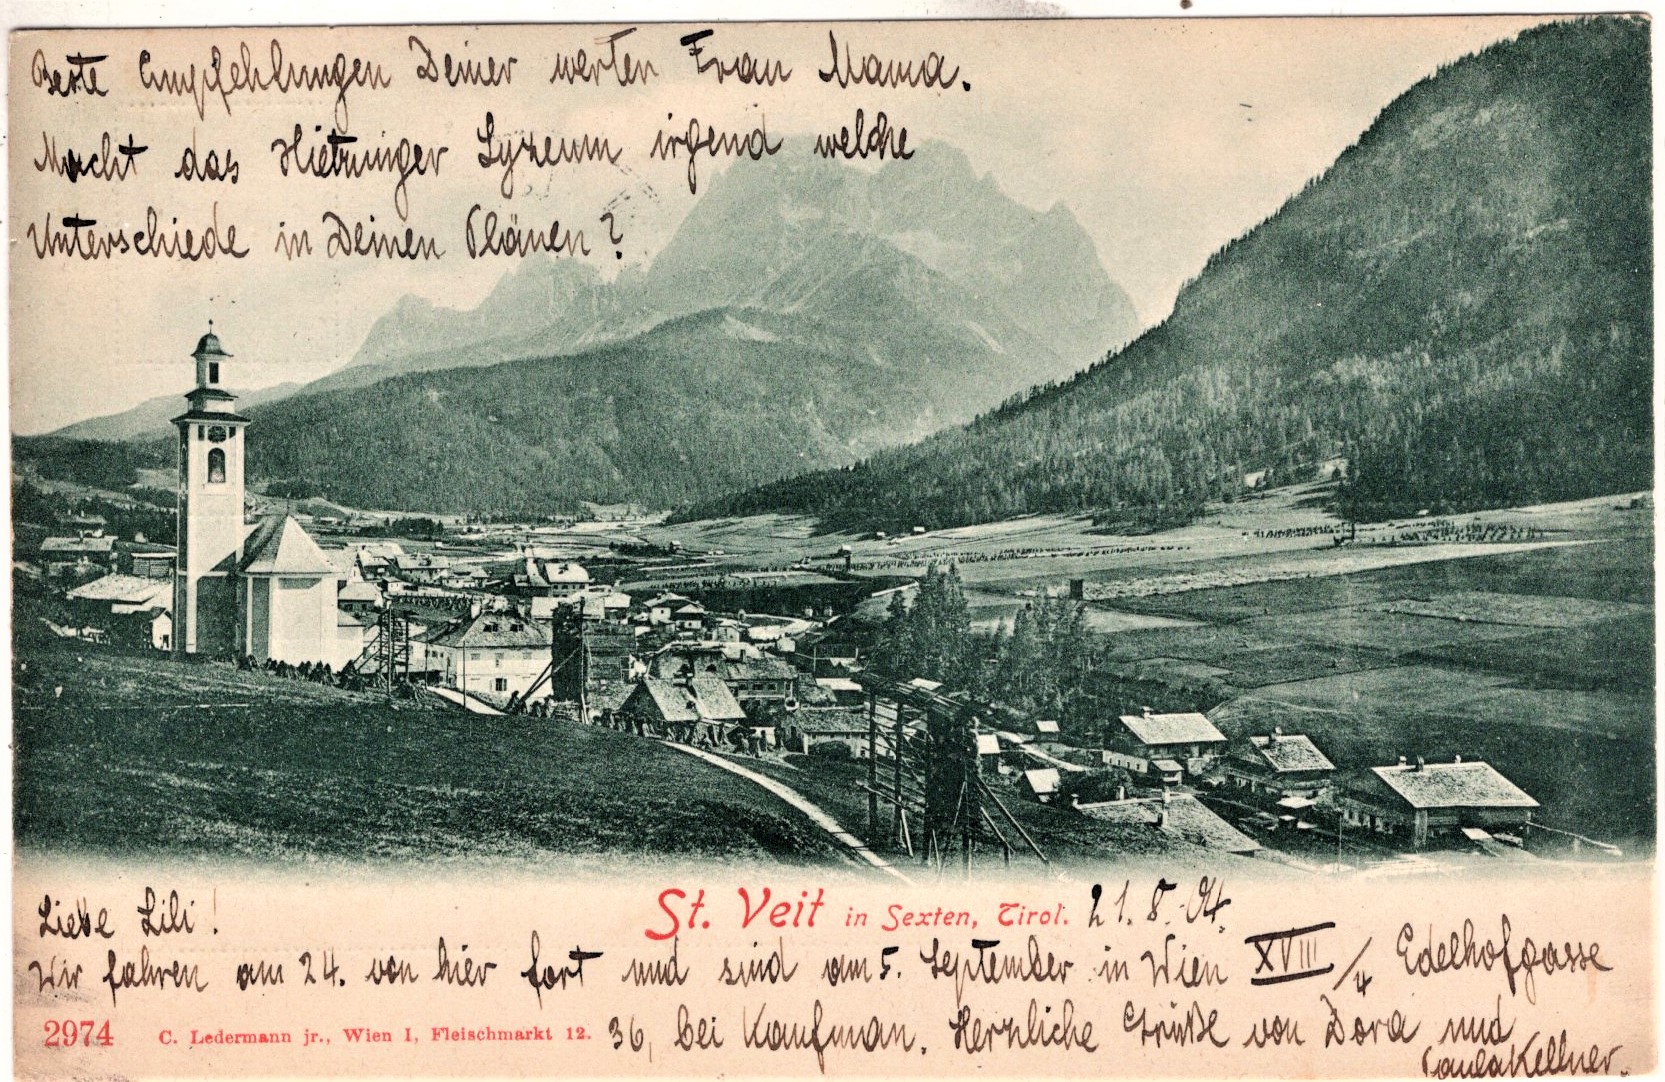 Beste Empfehlungen Deiner werten Frau Mama.
Macht das Hietzinger Lyzeum irgend welche
Unterschiede in Deinen Plänen?
St. Veit in Sexten, Tirol. 21. 8. 04.
Liebe Lili!
Wir fahren am 24. von hier fort und sind am 5. September in Wien XVIII/4 Edelhofgasse
2974 C. Ledermann jr., Wien I, Fleischmarkt 12. 36, bei Kaufman. Herzliche Grüße von Dora und
Paula Kellner.